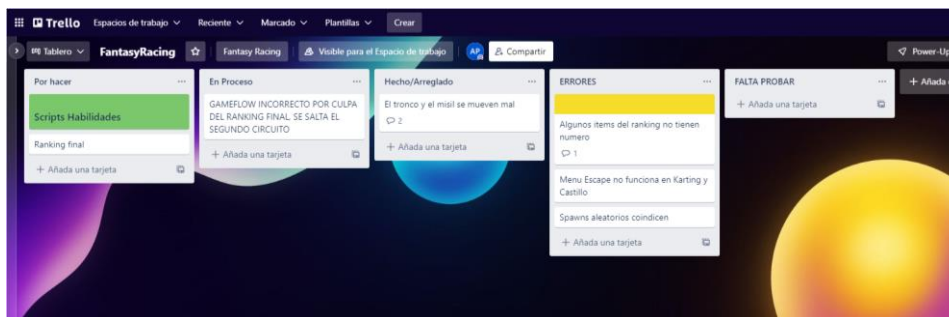 Trello Espacios de trabajo Reciente Marcado Plantillas Crear
Tablero FantasyRacing Fantasy Racing Visible para el Espacio de trabajo AP Compartir Power-Up
Por hacer
Scripts Habilidades
Ranking final
+ Añada una tarjeta
En Proceso
GAMEFLOW INCORRECTO POR CULPA
DEL RANKING FINAL, SE SALTA EL
SEGUNDO CIRCUITO
+ Añada una tarjeta
Hecho/Arreglado
El tronco y el misil se mueven mal
2
+ Añada una tarjeta
ERRORES
Algunos items del ranking no tienen
numero
1
Menu Escape no funciona en Karting y
Castillo
Spawns aleatorios coindicen
+ Añada una tarjeta
FALTA PROBAR
+ Añada una tarjeta
+ Añada